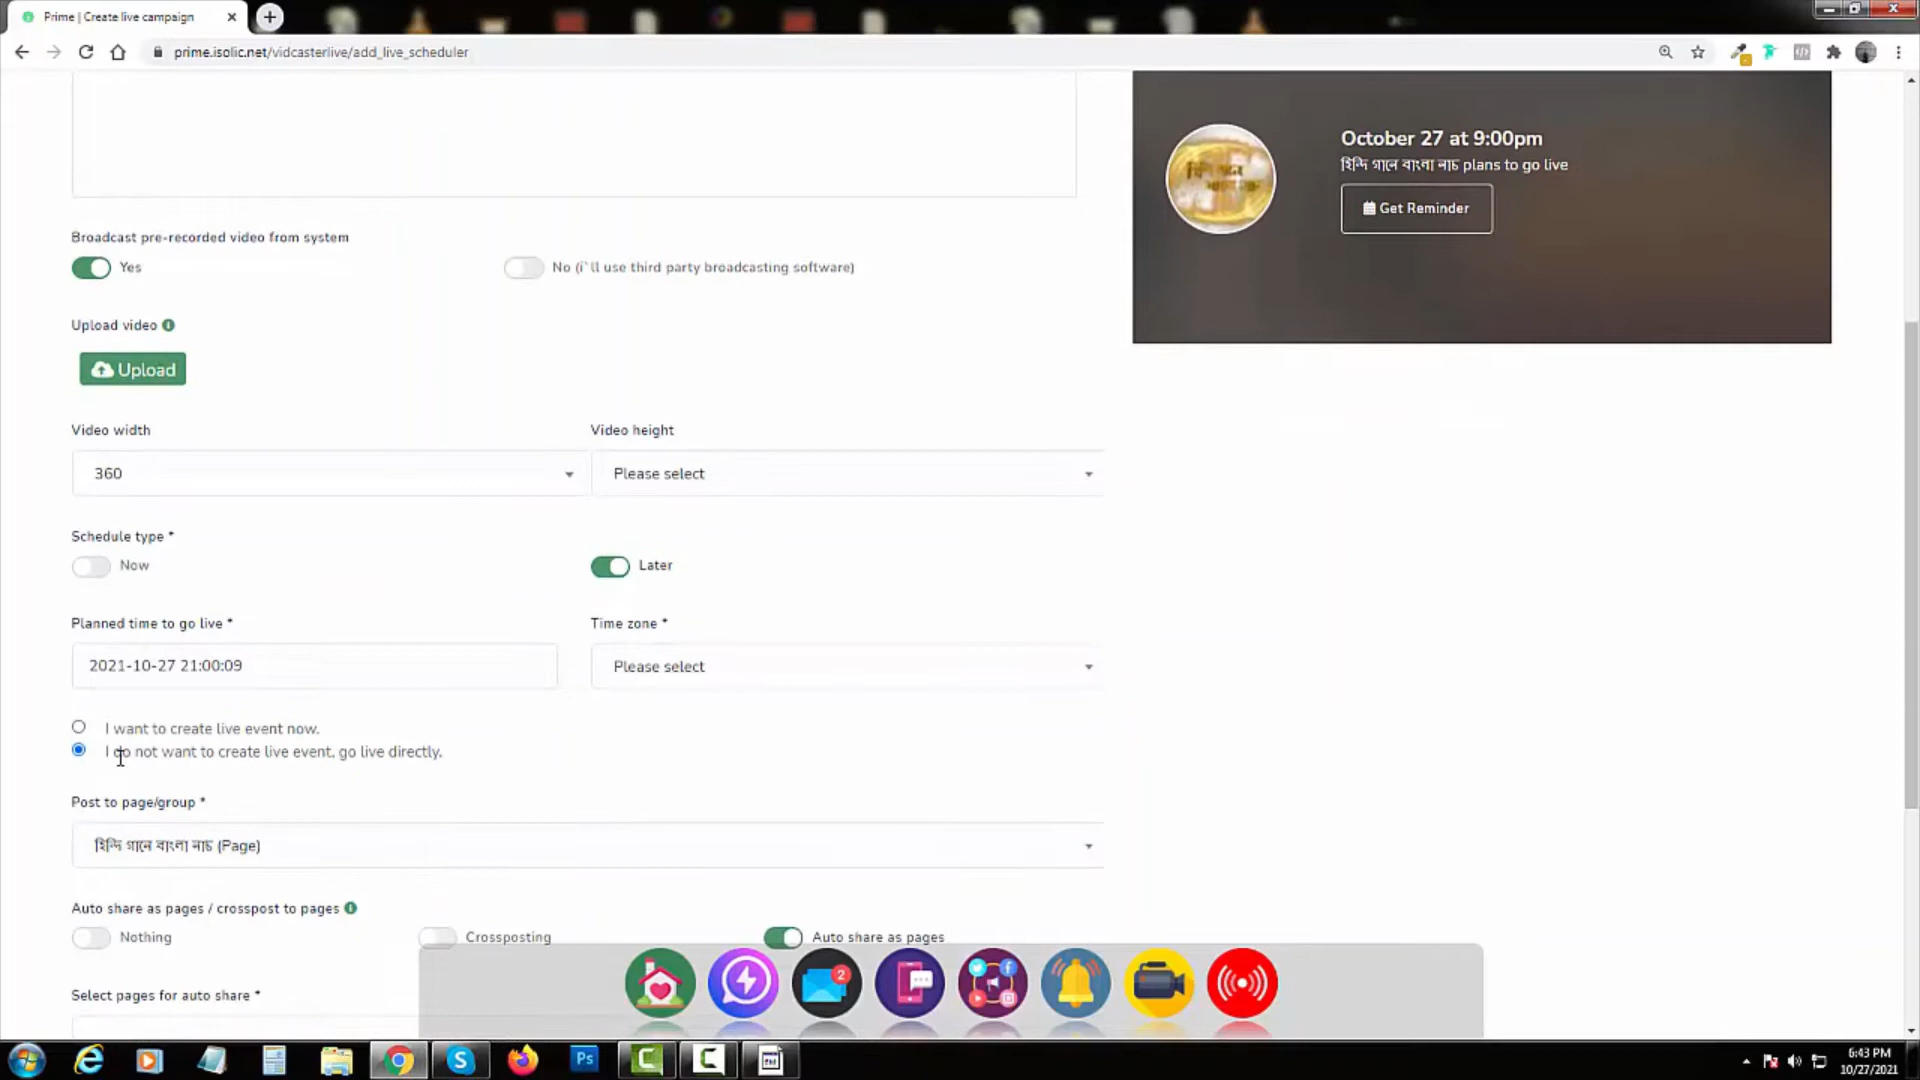 Prime | Create live campaign
prime.isolic.net/vidcasterlive/add_live_scheduler
October 27 at 9:00pm
হিন্দি গানে বাংলা নাচ plans to go live
Get Reminder
Broadcast pre-recorded video from system
Yes
No (i`ll use third party broadcasting software)
Upload video
Upload
Video width
Video height
360
Please select
Schedule type *
Now
Later
Planned time to go live *
Time zone *
2021-10-27 21:00:09
Please select
I want to create live event now.
I do not want to create live event, go live directly.
Post to page/group *
হিন্দি গানে বাংলা নাচ (Page)
Auto share as pages / crosspost to pages
Nothing
Crossposting
Auto share as pages
2
Select pages for auto share *
Ps
6:43 PM
10/27/2021